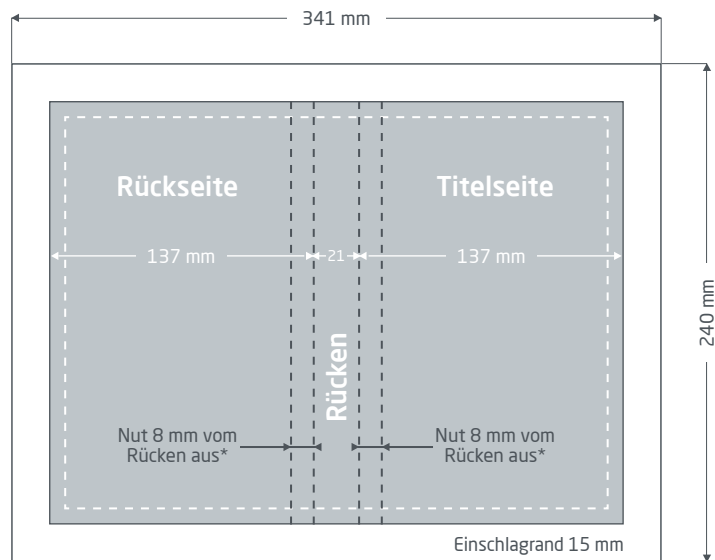 341 mm
Rückseite
Titelseite
137 mm
21
137 mm
240 mm
Rücken
Nut 8 mm vom
Rücken aus*
Nut 8 mm vom
Rücken aus*
Einschlagrand 15 mm